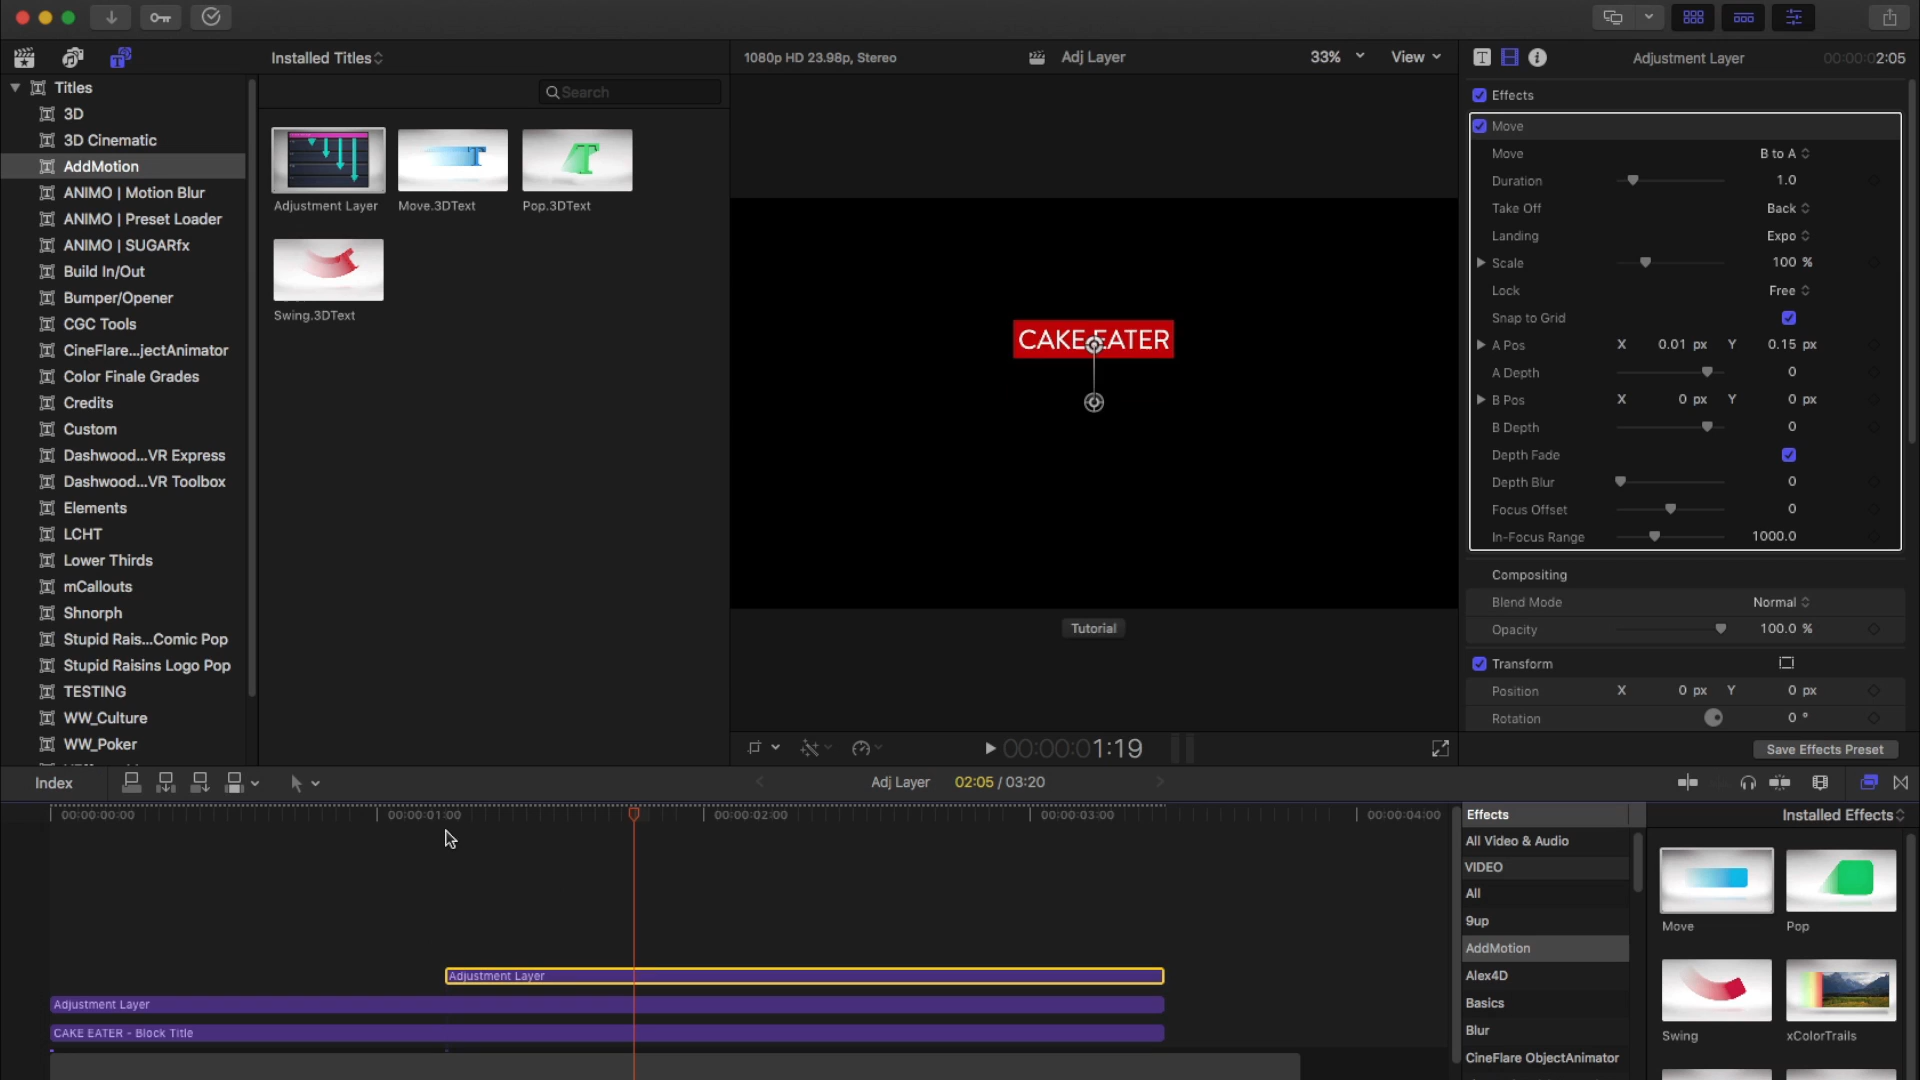 Installed Titles
1080p HD 23.98p, Stereo
Adj Layer
33%
View
Adjustment Layer
00:00:02:05
Titles
3D
3D Cinematic
AddMotion
ANIMO | Motion Blur
ANIMO | Preset Loader
ANIMO | SUGARfx
Build In/Out
Bumper/Opener
CGC Tools
CineFlare...jectAnimator
Color Finale Grades
Credits
Custom
Dashwood...VR Express
Dashwood...VR Toolbox
Elements
LCHT
Lower Thirds
mCallouts
Shnorph
Stupid Rais...Comic Pop
Stupid Raisins Logo Pop
TESTING
WW_Culture
WW_Poker
Search
Adjustment Layer
Move.3DText
Pop.3DText
Swing.3DText
CAKE EATER
Tutorial
00:00:01:19
Effects
Move
Move B to A
Duration 1.0
Take Off Back
Landing Expo
Scale 100 %
Lock Free
Snap to Grid
A Pos X 0.01 px Y 0.15 px
A Depth 0
B Pos X 0 px Y 0 px
B Depth 0
Depth Fade
Depth Blur 0
Focus Offset 0
In-Focus Range 1000.0
Compositing
Blend Mode Normal
Opacity 100.0 %
Transform
Position X 0 px Y 0 px
Rotation 0 °
Save Effects Preset
Index
Adj Layer
02:05 / 03:20
00:00:00:00
00:00:01:00
00:00:02:00
00:00:03:00
00:00:04:00
Adjustment Layer
Adjustment Layer
CAKE EATER - Block Title
Effects
Installed Effects
All Video & Audio
VIDEO
All
9up
AddMotion
Alex4D
Basics
Blur
CineFlare ObjectAnimator
Move
Pop
Swing
xColorTrails